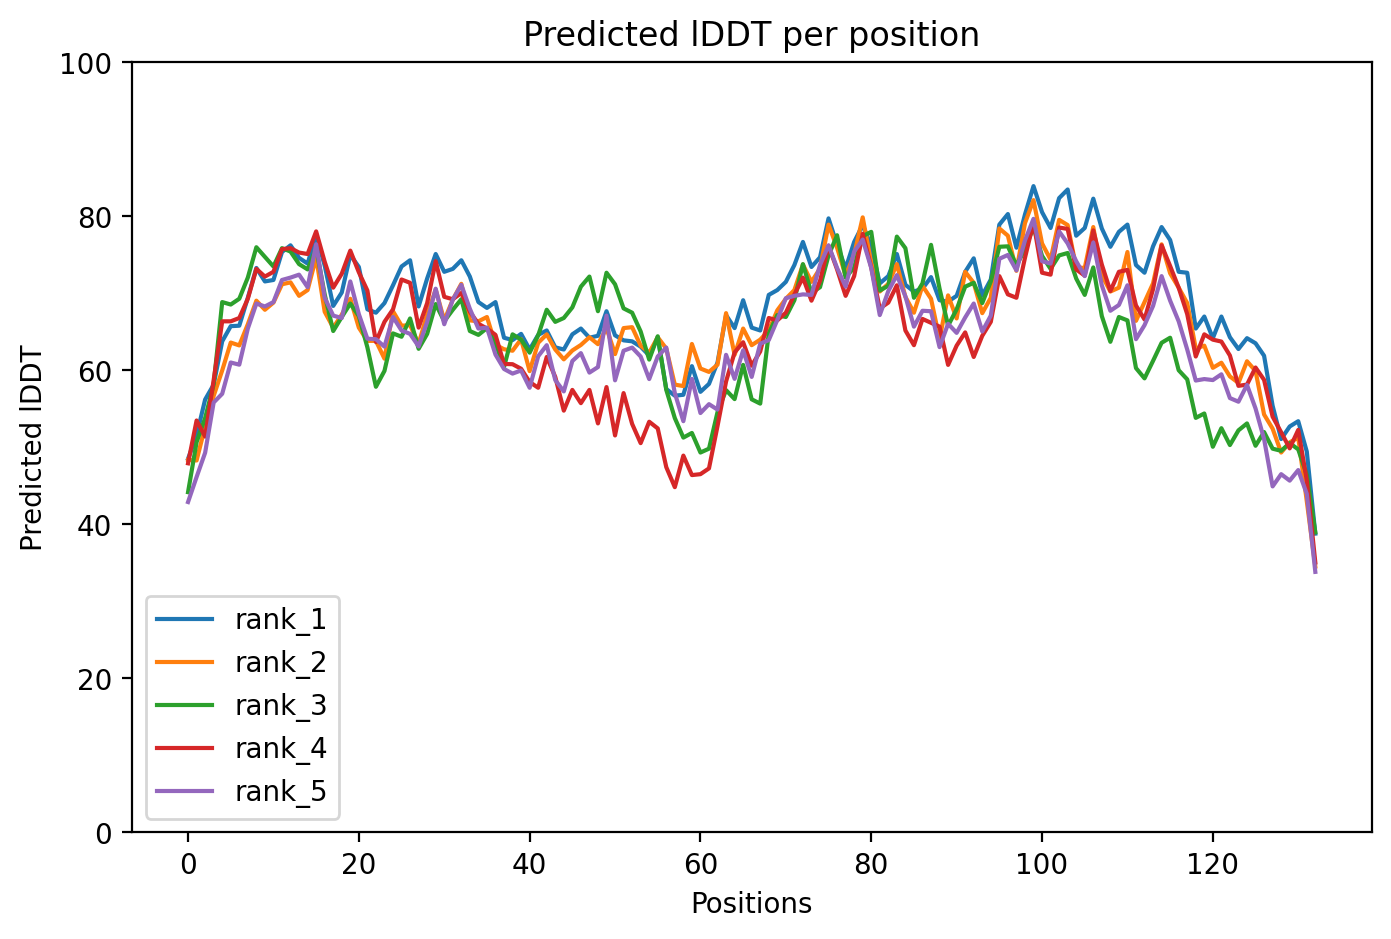 Predicted lDDT per position
Predicted lDDT
100
80
60
40
20
0
rank_1
rank_2
rank_3
rank_4
rank_5
0 20 40 60 80 100 120
Positions